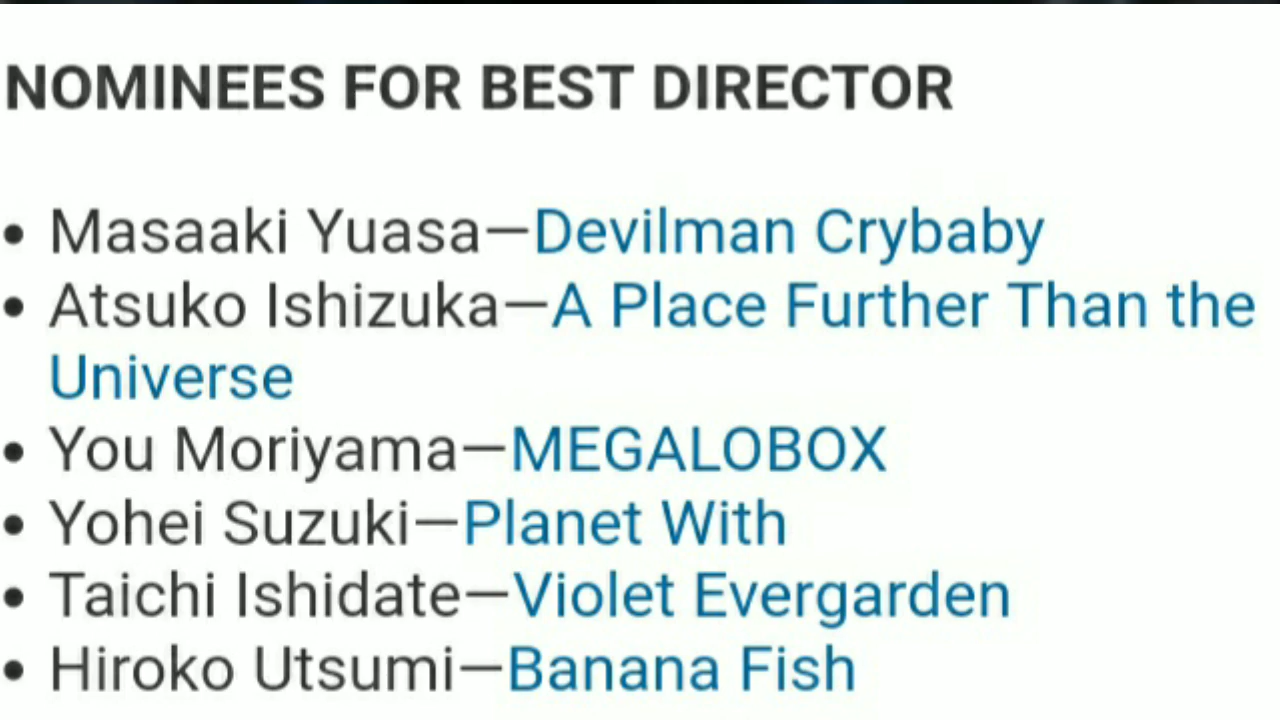 NOMINEES FOR BEST DIRECTOR
• Masaaki Yuasa—Devilman Crybaby
• Atsuko Ishizuka—A Place Further Than the
Universe
• You Moriyama—MEGALOBOX
• Yohei Suzuki—Planet With
• Taichi Ishidate—Violet Evergarden
• Hiroko Utsumi—Banana Fish